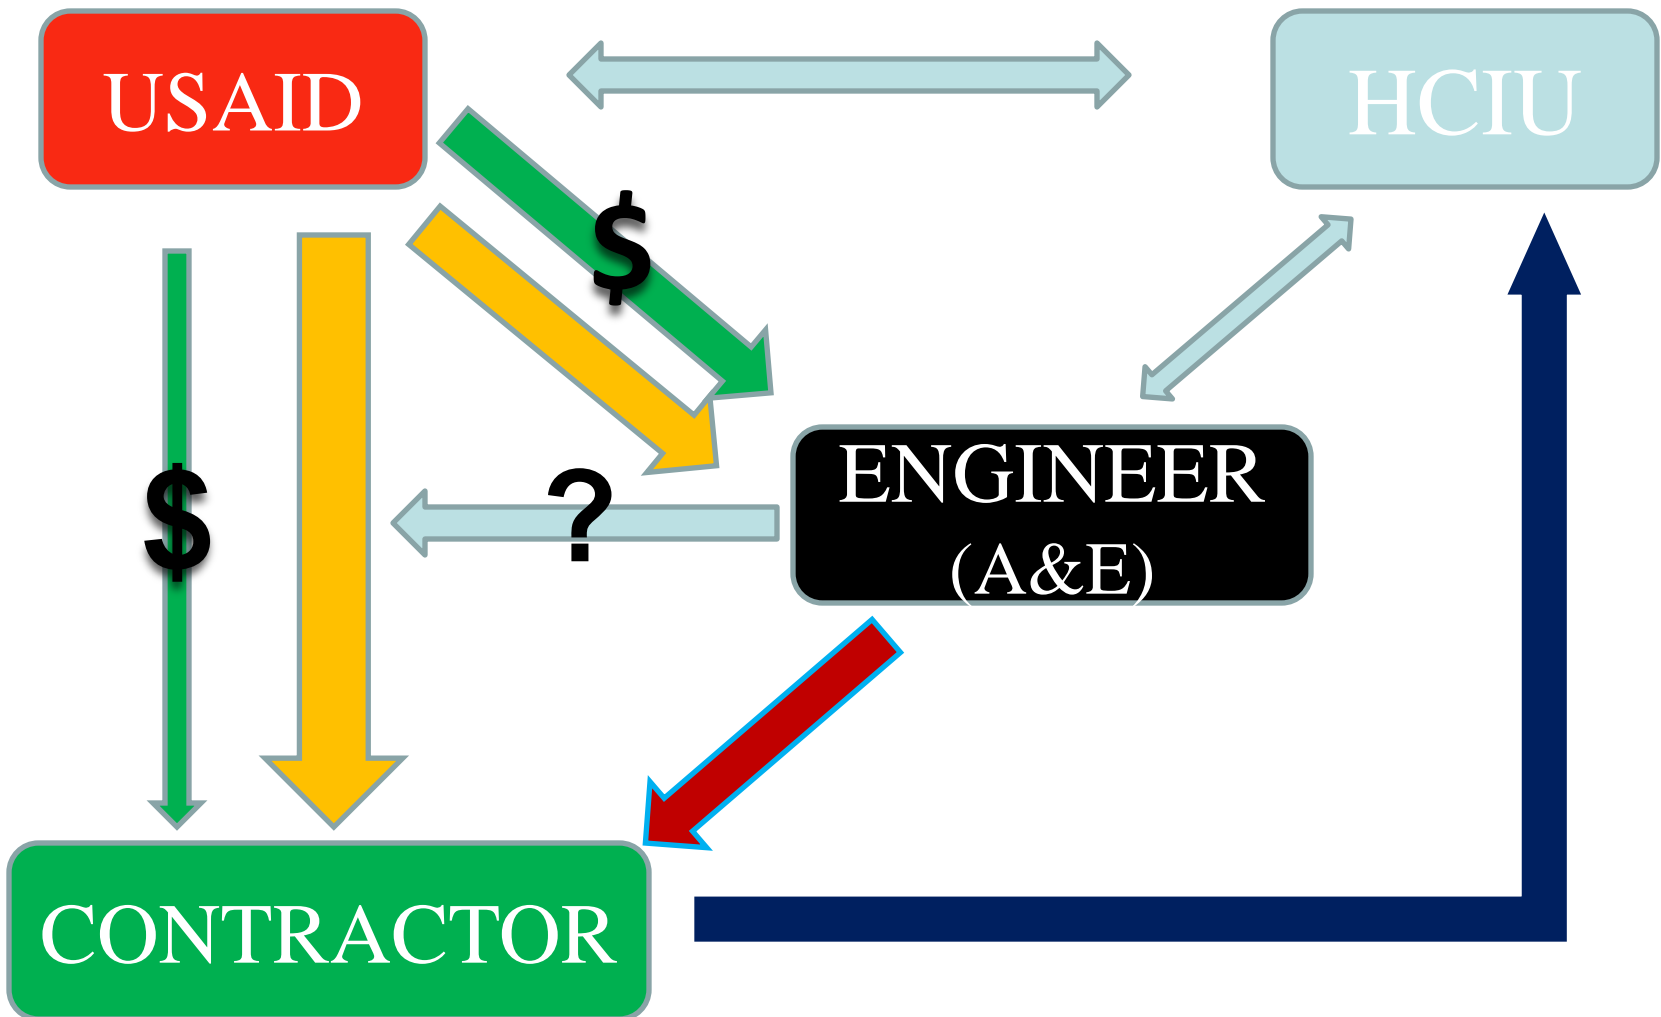 USAID
HCIU
$
$
?
ENGINEER
(A&E)
CONTRACTOR